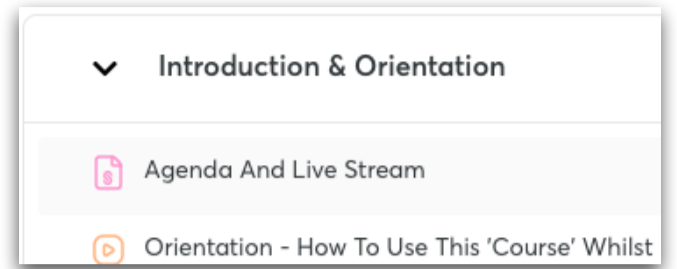 Introduction & Orientation
Agenda And Live Stream
Orientation - How To Use This 'Course' Whilst